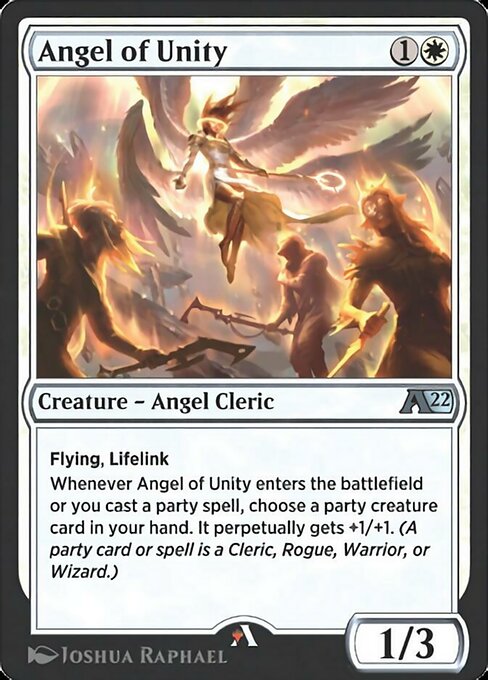 Angel of Unity 1
Creature – Angel Cleric A22
Flying, Lifelink
Whenever Angel of Unity enters the battlefield
or you cast a party spell, choose a party creature
card in your hand. It perpetually gets +1/+1. (A
party card or spell is a Cleric, Rogue, Warrior, or
Wizard.)
1/3
Joshua Raphael